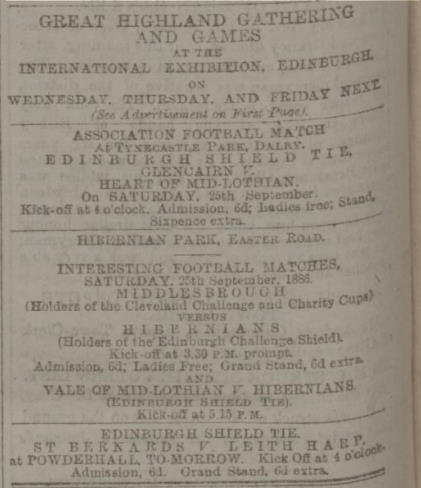 GREAT HIGHLAND GATHERING
AND GAMES
AT THE
INTERNATIONAL EXHIBITION, EDINBURGH,
ON
WEDNESDAY, THURSDAY, AND FRIDAY NEXT.
(See Advertisement on First Page).
ASSOCIATION FOOTBALL MATCH
At TYNECASTLE PARK, DALRY.
EDINBURGH SHIELD TIE,
GLENCAIRN V.
HEART OF MID-LOTHIAN.
On SATURDAY, 25th September.
Kick-off at 4 o'clock. Admission, 6d; Ladies free; Stand,
Sixpence extra.
HIBERNIAN PARK, EASTER ROAD.
INTERESTING FOOTBALL MATCHES,
SATURDAY, 25th September, 1886.
MIDDLESBROUGH
(Holders of the Cleveland Challenge and Charity Cups)
VERSUS
HIBERNIANS
(Holders of the Edinburgh Challenge Shield).
Kick-off at 3.30 P.M. prompt.
Admission, 6d; Ladies Free; Grand Stand, 6d extra.
AND
VALE OF MID-LOTHIAN V. HIBERNIANS.
(EDINBURGH SHIELD TIE).
Kick-off at 5.15 P.M.
EDINBURGH SHIELD TIE.
ST BERNARDS V. LEITH HARP,
at POWDERHALL, TO-MORROW. Kick Off at 4 o'clock.
Admission, 6d. Grand Stand, 6d extra.